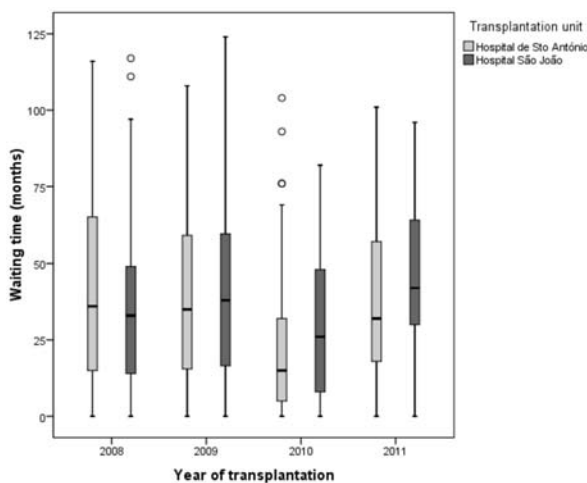 Transplantation unit
Hospital de Sto António
Hospital São João
125
100
75
50
25
0
Waiting time (months)
2008
2009
2010
2011
Year of transplantation